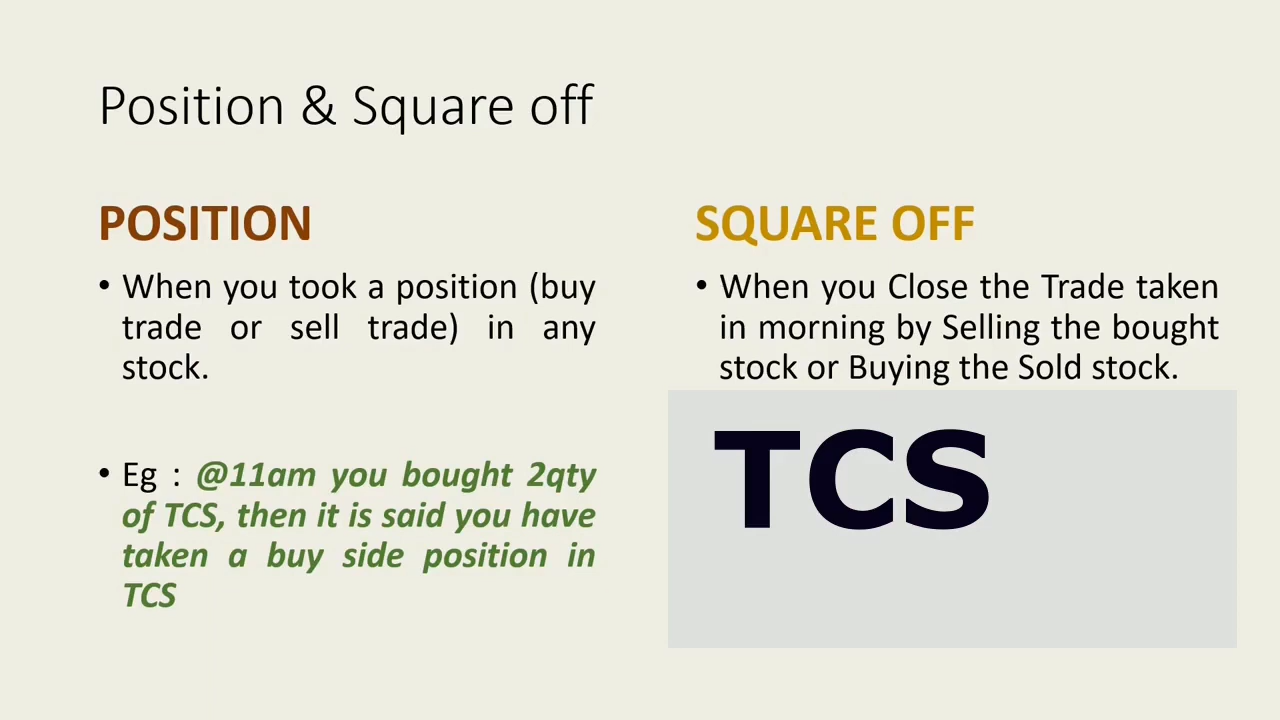 Position & Square off
POSITION
• When you took a position (buy
trade or sell trade) in any
stock.
• Eg : @11am you bought 2qty
of TCS, then it is said you have
taken a buy side position in
TCS
SQUARE OFF
• When you Close the Trade taken
in morning by Selling the bought
stock or Buying the Sold stock.
TCS